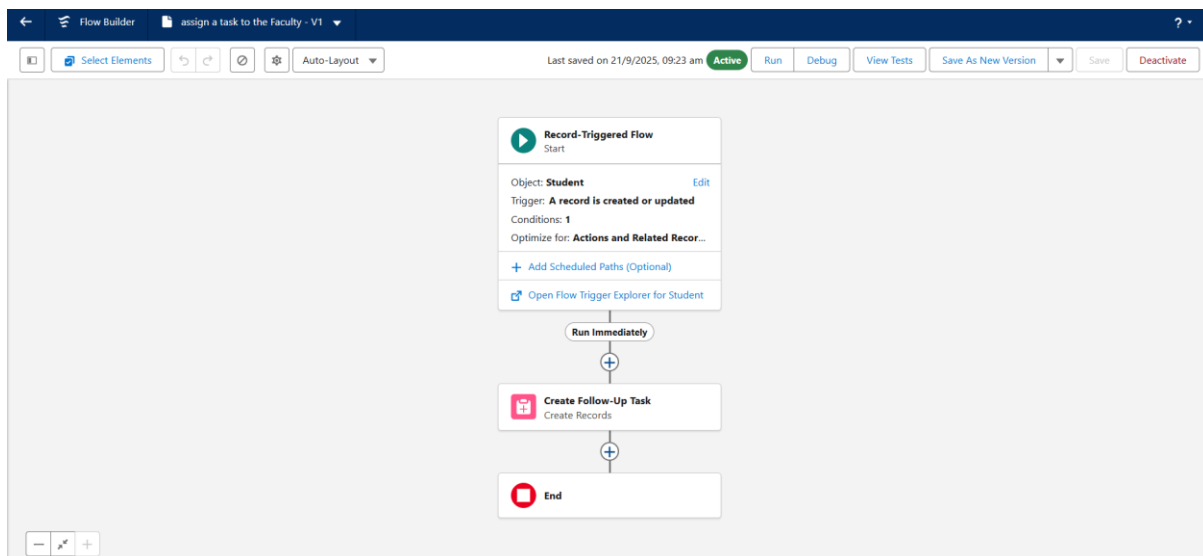 Flow Builder
assign a task to the Faculty - V1
?
Select Elements
Auto-Layout
Last saved on 21/9/2025, 09:23 am
Active
Run
Debug
View Tests
Save As New Version
Save
Deactivate
Record-Triggered Flow
Start
Object: Student
Edit
Trigger: A record is created or updated
Conditions: 1
Optimize for: Actions and Related Recor...
+ Add Scheduled Paths (Optional)
Open Flow Trigger Explorer for Student
Run Immediately
Create Follow-Up Task
Create Records
End